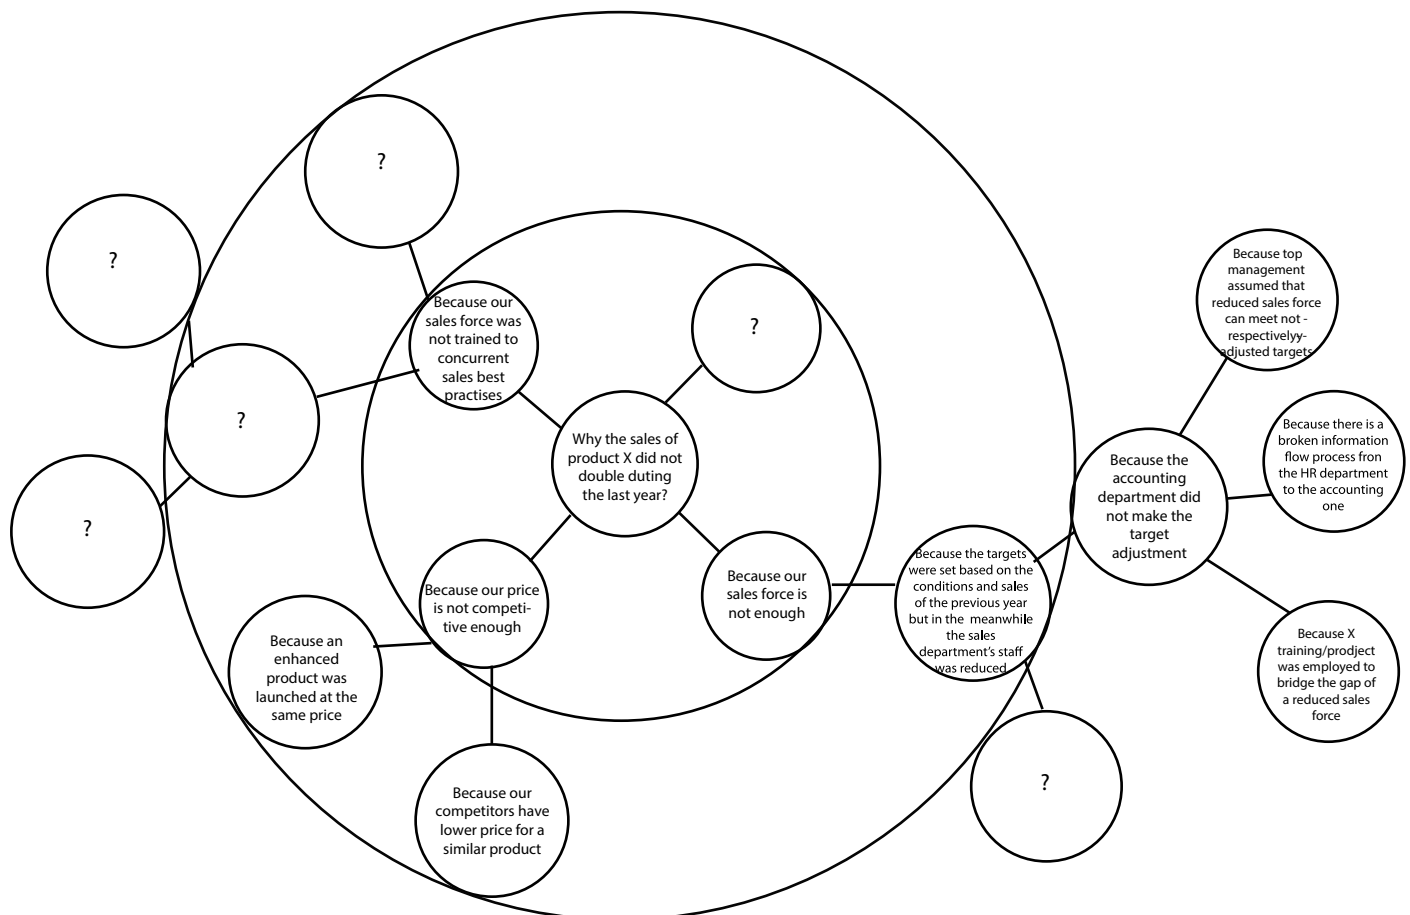 ?
?
Because our
sales force was
not trained to
concurrent
sales best
practises
?
?
?
Why the sales of
product X did not
double duting
the last year?
Because our price
is not competi-
tive enough
Because our
sales force is
not enough
Because an
enhanced
product was
launched at the
same price
Because our
competitors have
lower price for a
similar product
Because the targets
were set based on the
conditions and sales
of the previous year
but in the meanwhile
the sales
department's staff
was reduced
?
Because the
accounting
department did
not make the
target
adjustment
Because top
management
assumed that
reduced sales force
can meet not -
respectivelyy-
adjusted targets
Because there is a
broken information
flow process fron
the HR department
to the accounting
one
Because X
training/prodject
was employed to
bridge the gap of
a reduced sales
force